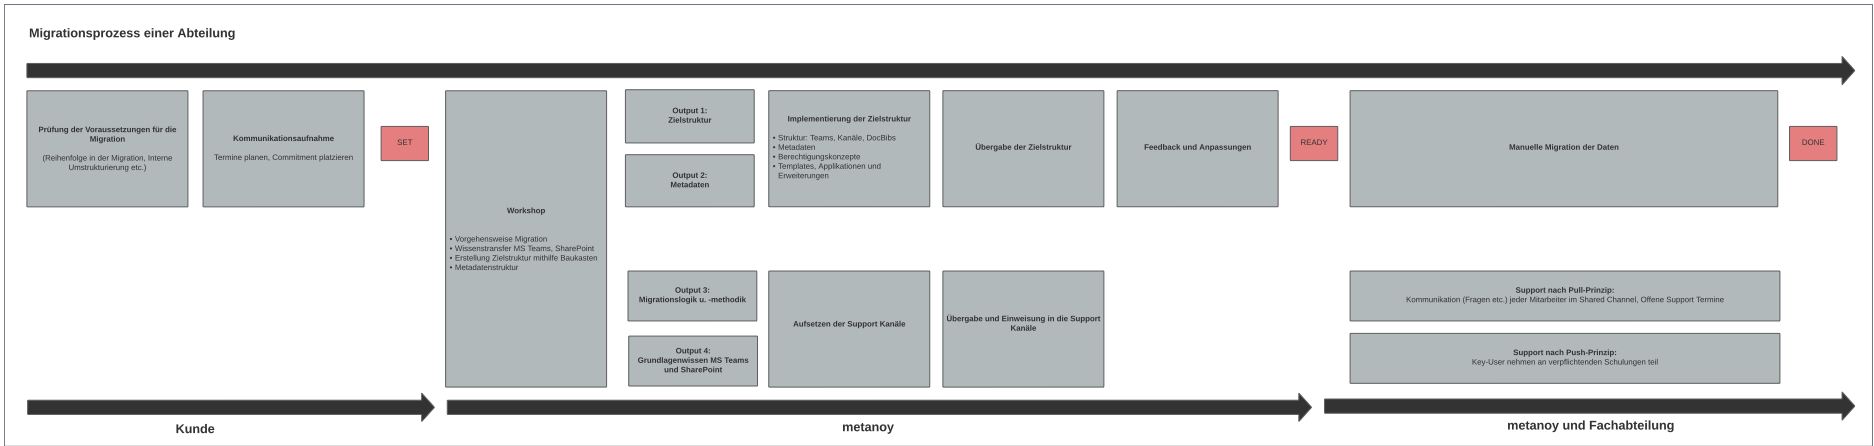 Migrationsprozess einer Abteilung
Prüfung der Voraussetzungen für die
Migration
(Reihenfolge in der Migration, Interne
Umstrukturierung etc.)
Kommunikationsaufnahme
Termine planen, Commitment platzieren
SET
Workshop
• Vorgehensweise Migration
• Wissenstransfer MS Teams, SharePoint
• Erstellung Zielstruktur mithilfe Baukasten
• Metadatenstruktur
Output 1:
Zielstruktur
Output 2:
Metadaten
Implementierung der Zielstruktur
• Struktur: Teams, Kanäle, DocBibs
• Metadaten
• Berechtigungskonzepte
• Templates, Applikationen und
Erweiterungen
Übergabe der Zielstruktur
Feedback und Anpassungen
READY
Manuelle Migration der Daten
DONE
Output 3:
Migrationslogik u. -methodik
Output 4:
Grundlagenwissen MS Teams
und SharePoint
Aufsetzen der Support Kanäle
Übergabe und Einweisung in die Support
Kanäle
Support nach Pull-Prinzip:
Kommunikation (Fragen etc.) jeder Mitarbeiter im Shared Channel, Offene Support Termine
Support nach Push-Prinzip:
Key-User nehmen an verpflichtenden Schulungen teil
Kunde
metanoy
metanoy und Fachabteilung